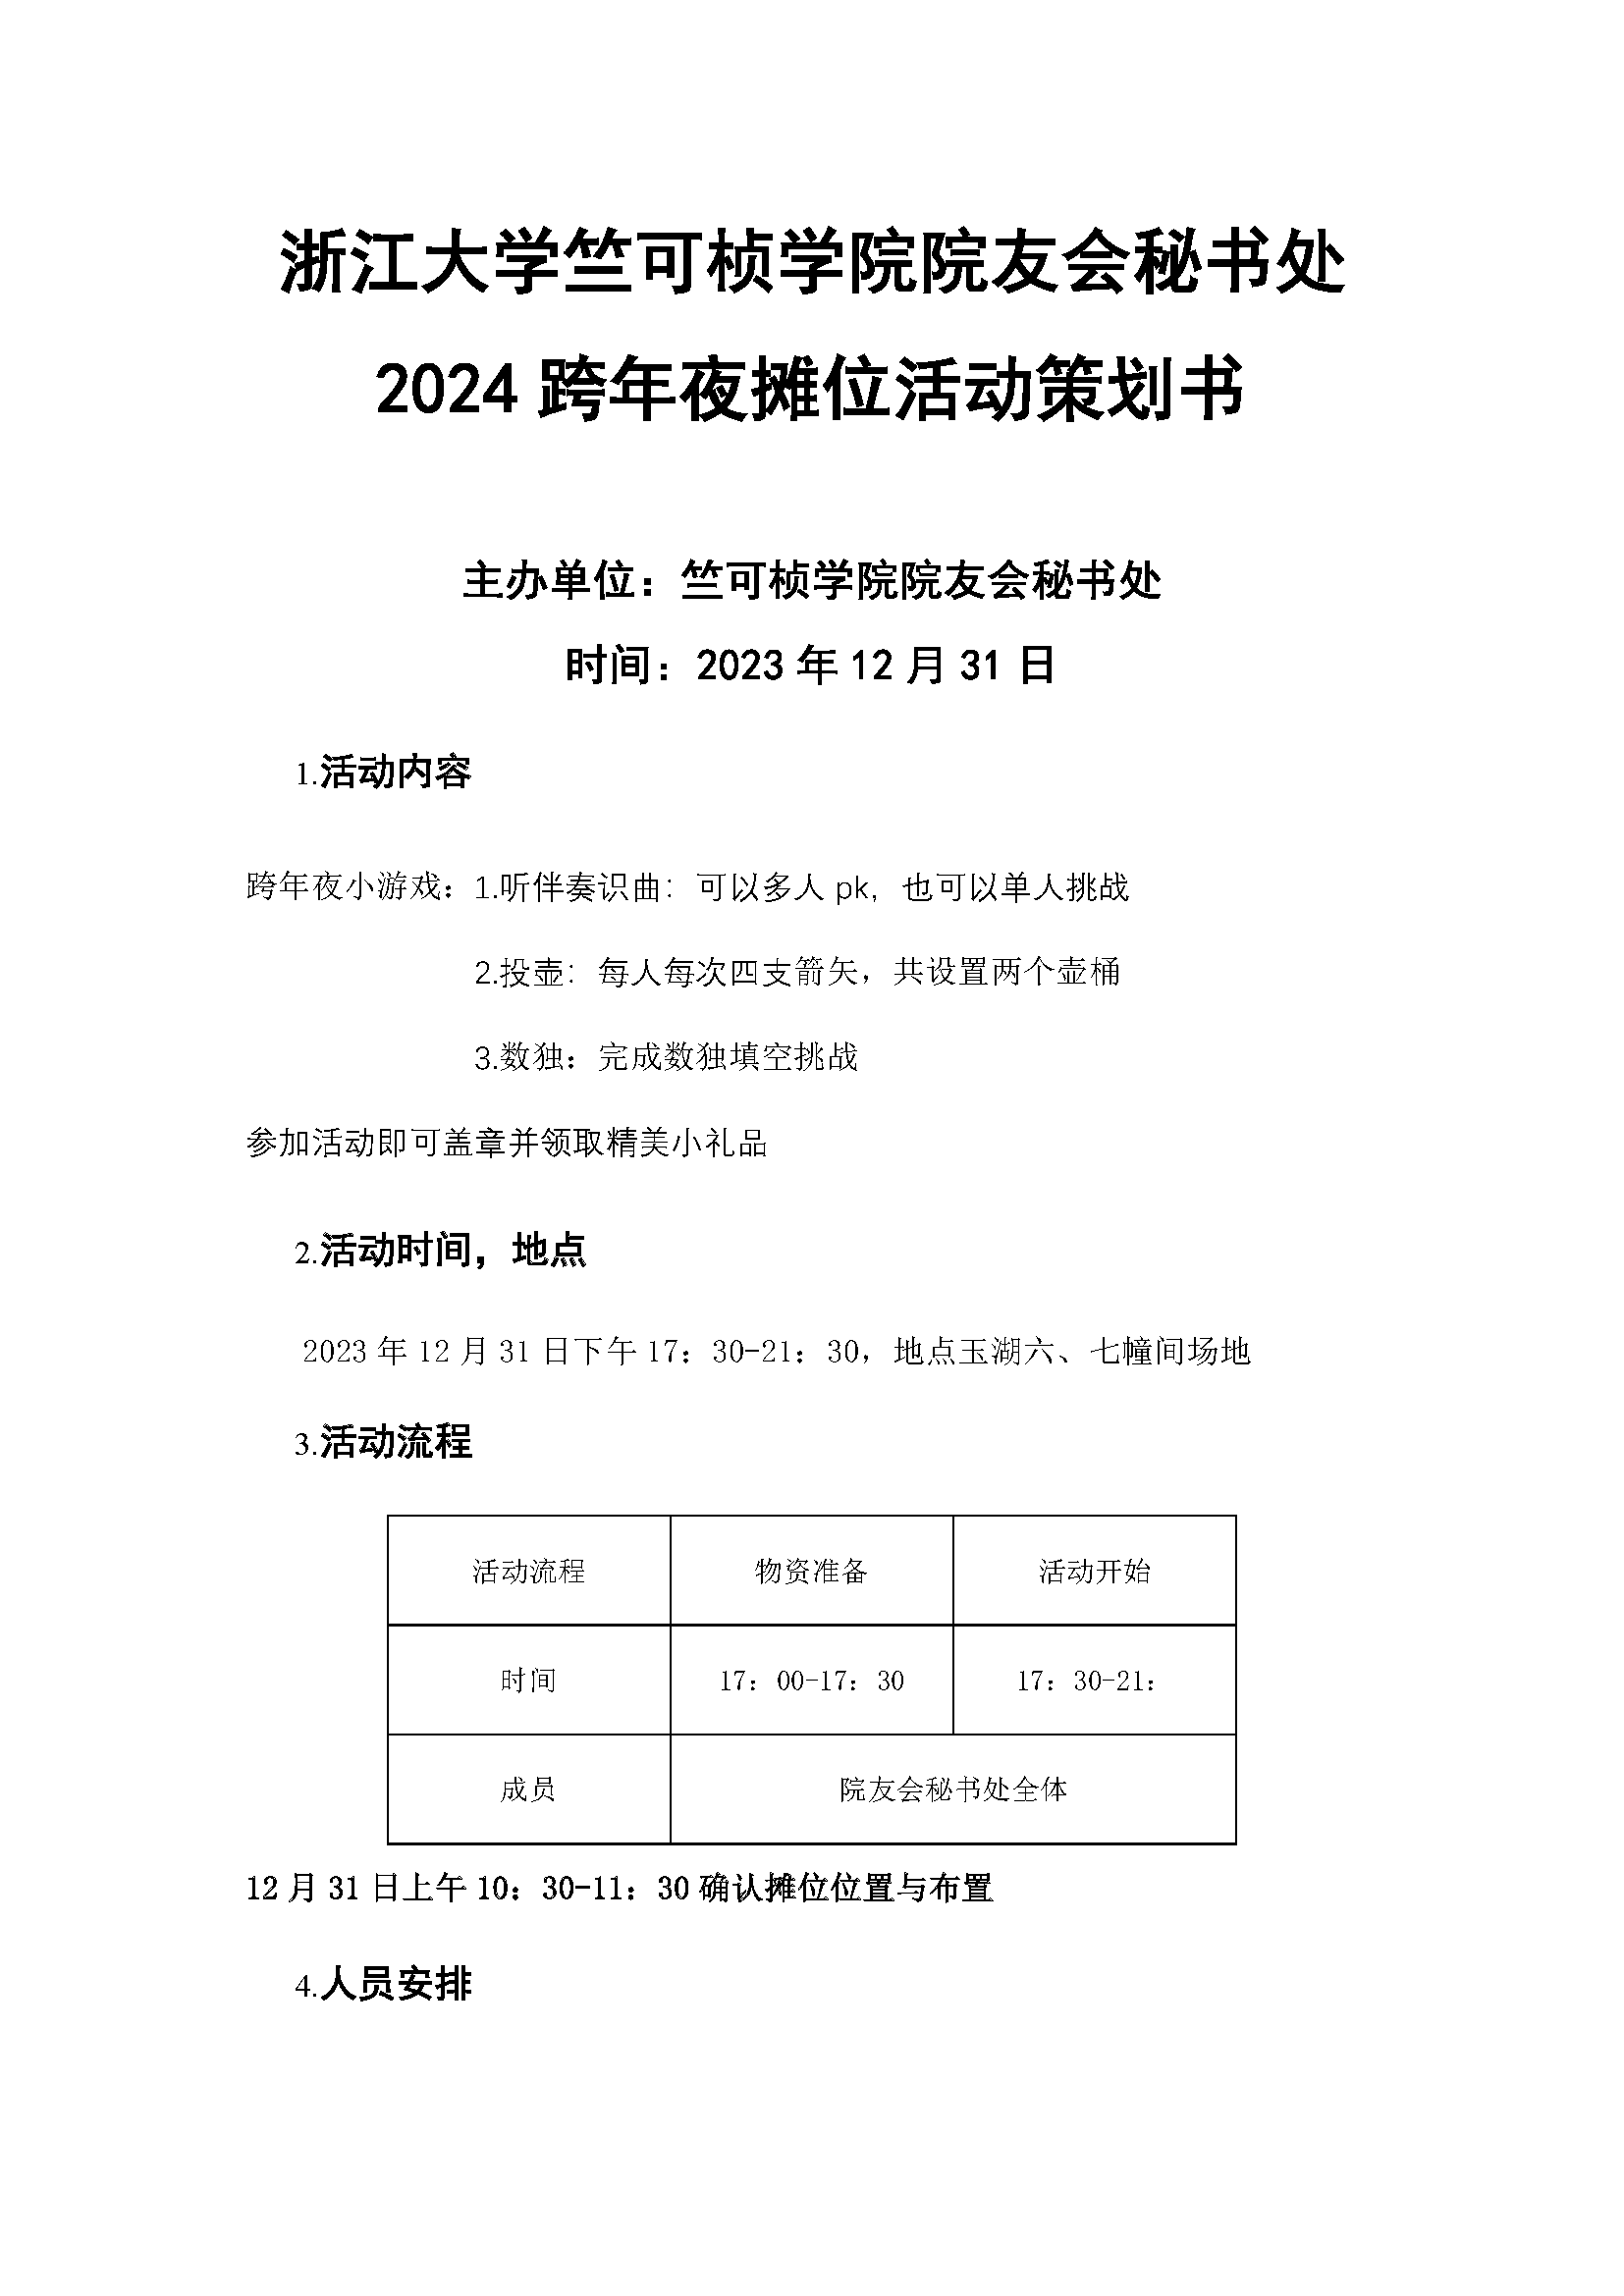 浙江大学竺可桢学院院友会秘书处
2024 跨年夜摊位活动策划书
主办单位：竺可桢学院院友会秘书处
时间：2023 年 12 月 31 日
1.活动内容
跨年夜小游戏：1.听伴奏识曲：可以多人 pk，也可以单人挑战
2.投壶：每人每次四支箭矢，共设置两个壶桶
3.数独：完成数独填空挑战
参加活动即可盖章并领取精美小礼品
2.活动时间，地点
2023 年 12 月 31 日下午 17：30-21：30，地点玉湖六、七幢间场地
3.活动流程
活动流程 物资准备 活动开始
时间 17：00-17：30 17：30-21：
成员 院友会秘书处全体
12 月 31 日上午 10：30-11：30 确认摊位位置与布置
4.人员安排